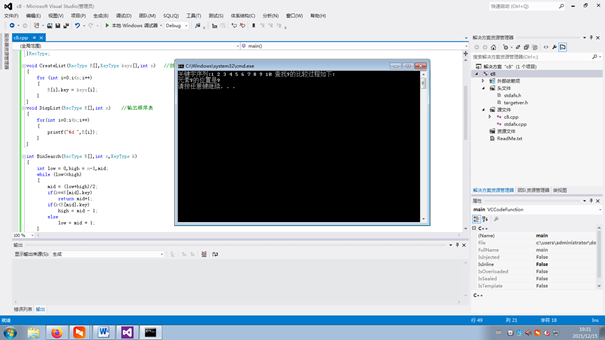 c8 - Microsoft Visual Studio(管理员)
快速启动 (Ctrl+Q)
文件(F) 编辑(E) 视图(V) 项目(P) 生成(B) 调试(D) 团队(M) SQL(Q) 工具(T) 测试(S) 体系结构(C) 分析(N) 窗口(W) 帮助(H)
本地 Windows 调试器 Debug
c8.cpp
(全局范围)
main()
}RecType;
void CreateList(RecType R[],KeyType keys[],int n)
{
for (int i=0;i<n;i++)
{
R[i].key = keys[i];
}
}
void DispList(RecType R[],int n) //输出顺序表
{
for(int i=0;i<n;i++)
{
printf("%d ",R[i]);
}
}
int BinSearch(RecType R[],int n,KeyType k)
{
int low = 0,high = n-1,mid;
while (low<=high)
{
mid = (low+high)/2;
if(k==R[mid].key)
return mid+1;
if(k<R[mid].key)
high = mid - 1;
else
low = mid + 1;
}
100 %
C:\Windows\system32\cmd.exe
关键字序列:1 2 3 4 5 6 7 8 9 10 查找9的比较过程如下:
元素9的位置是9
请按任意键继续. . .
输出
显示输出来源(S): 生成
错误列表 输出
解决方案资源管理器
搜索解决方案资源管理器(Ctrl+;)
解决方案"c8"(1 个项目)
c8
外部依赖项
头文件
stdafx.h
targetver.h
源文件
c8.cpp
stdafx.cpp
资源文件
ReadMe.txt
解决方案资源管理器 团队资源管理器 类视图
属性
main VCCodeFunction
C++
(Name) main
File c:\users\administrator\do
FullName main
IsInjected False
IsInline False
IsOverloaded False
IsSealed False
IsTemplate False
C++
就绪
行 49
列 21
字符 18
Ins
19:31
2021/12/15